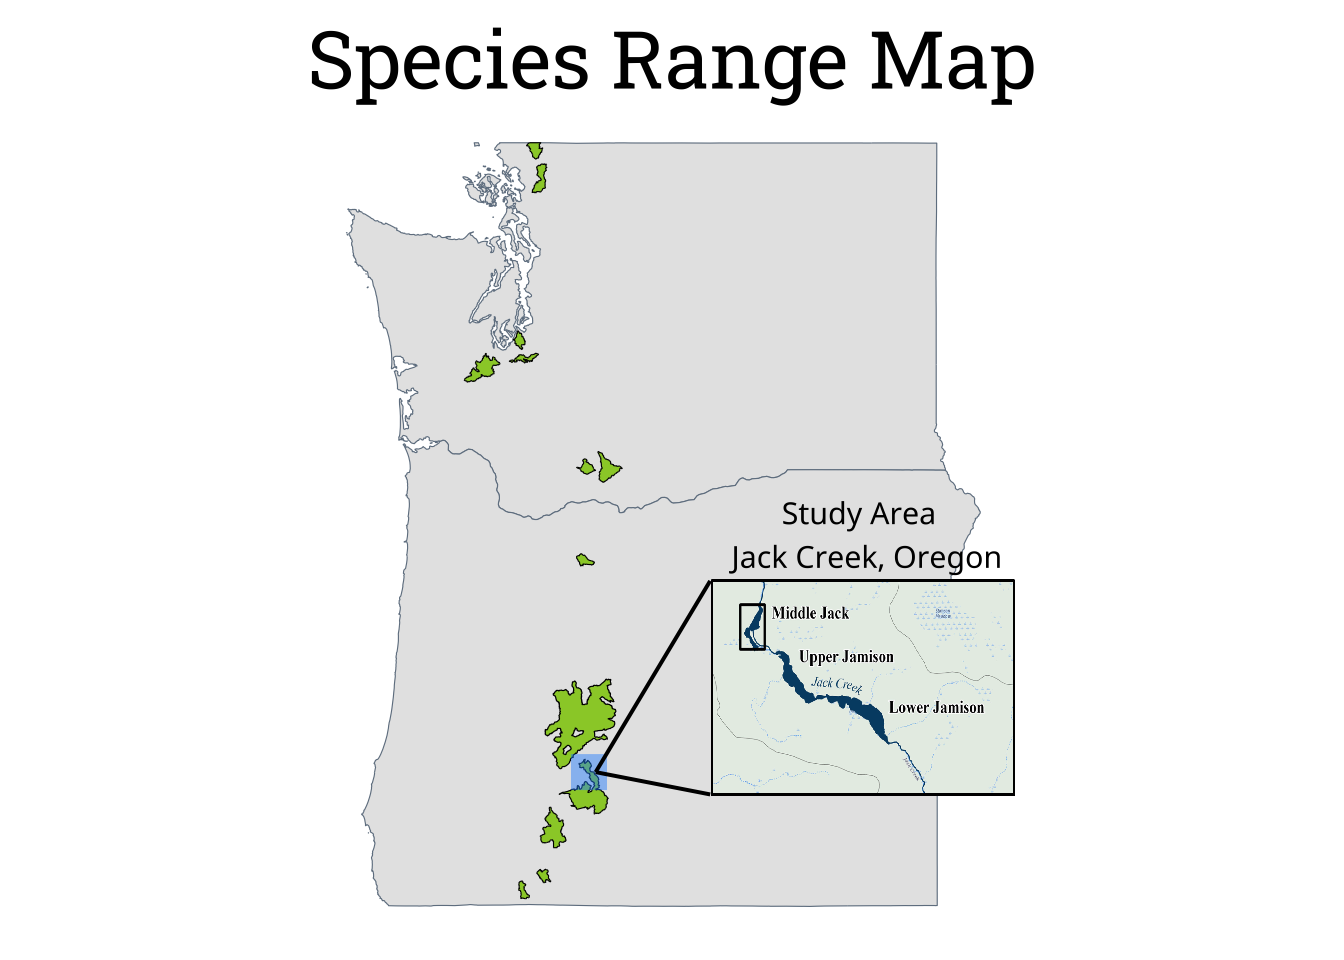 Species Range Map
Study Area
Jack Creek, Oregon
Middle Jack
Upper Jamison
Jack Creek
Lower Jamison